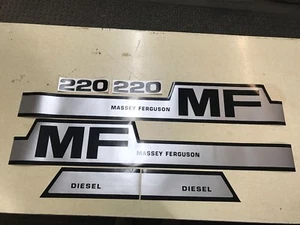 220 220
MASSEY FERGUSON MF
MF MASSEY FERGUSON
DIESEL DIESEL